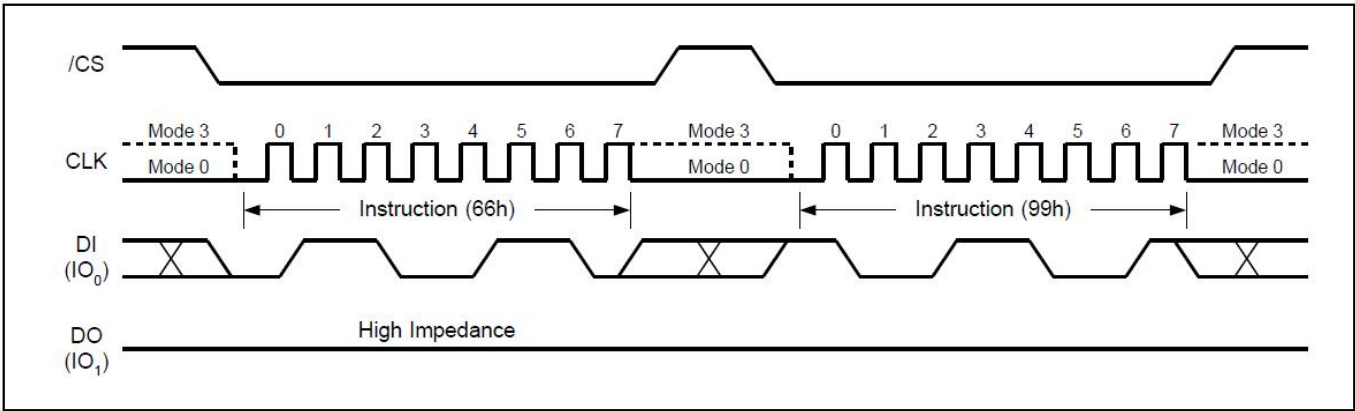 /CS
Mode 3 0 1 2 3 4 5 6 7 Mode 3 0 1 2 3 4 5 6 7 Mode 3
CLK
Mode 0 Mode 0 Mode 0
Instruction (66h) Instruction (99h)
DI
(IO₀)
High Impedance
DO
(IO₁)